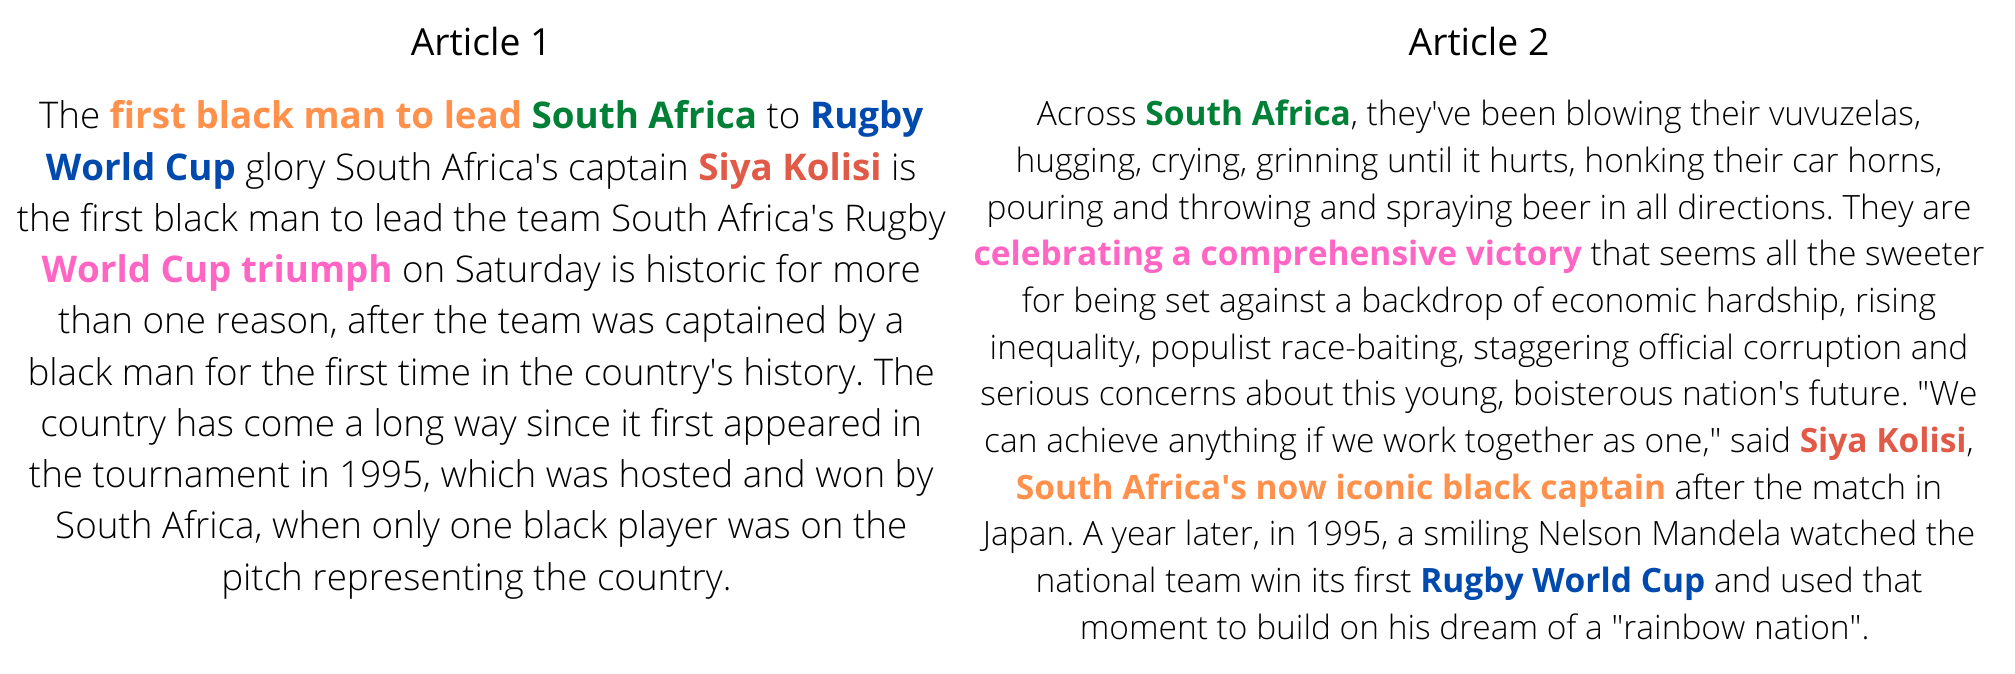 Article 1
The first black man to lead South Africa to Rugby
World Cup glory South Africa's captain Siya Kolisi is
the first black man to lead the team South Africa's Rugby
World Cup triumph on Saturday is historic for more
than one reason, after the team was captained by a
black man for the first time in the country's history. The
country has come a long way since it first appeared in
the tournament in 1995, which was hosted and won by
South Africa, when only one black player was on the
pitch representing the country.
Article 2
Across South Africa, they've been blowing their vuvuzelas,
hugging, crying, grinning until it hurts, honking their car horns,
pouring and throwing and spraying beer in all directions. They are
celebrating a comprehensive victory that seems all the sweeter
for being set against a backdrop of economic hardship, rising
inequality, populist race-baiting, staggering official corruption and
serious concerns about this young, boisterous nation's future. "We
can achieve anything if we work together as one," said Siya Kolisi,
South Africa's now iconic black captain after the match in
Japan. A year later, in 1995, a smiling Nelson Mandela watched the
national team win its first Rugby World Cup and used that
moment to build on his dream of a "rainbow nation".